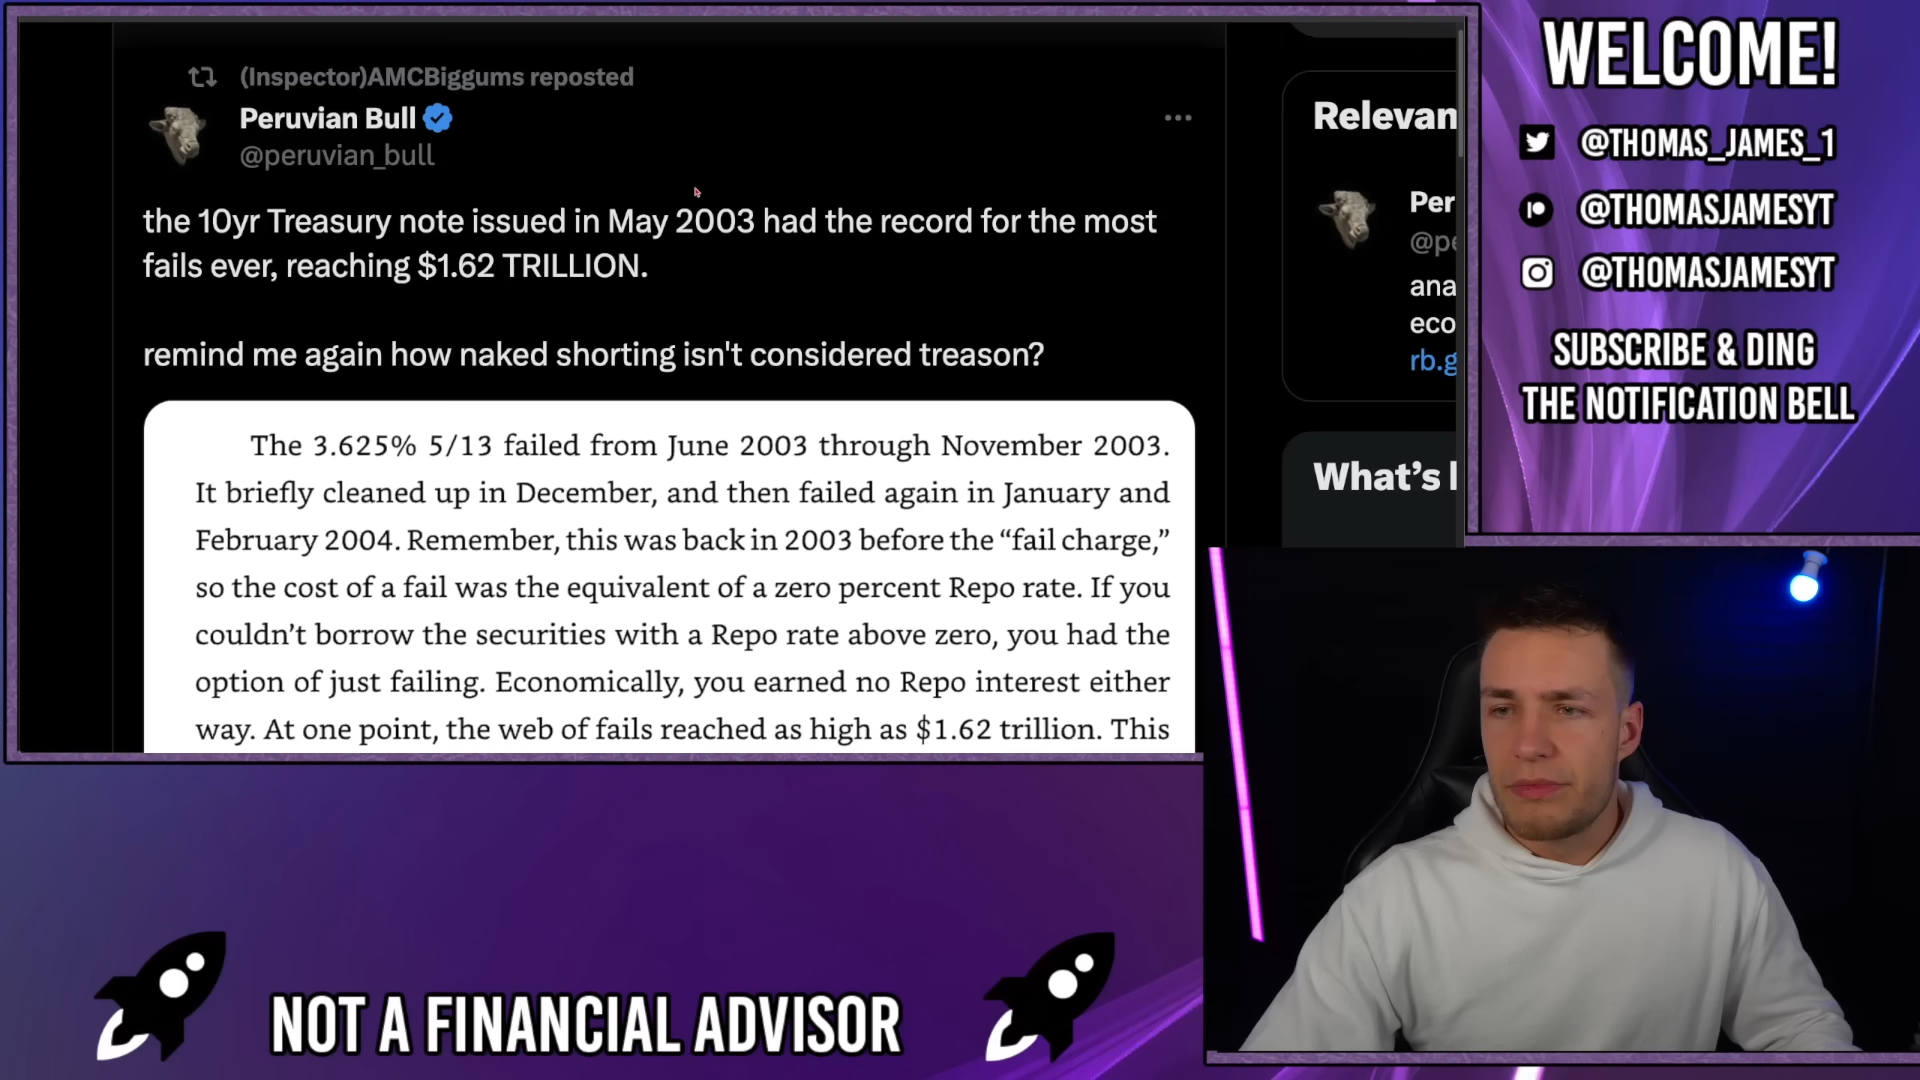 (Inspector)AMCBiggums reposted
Peruvian Bull
@peruvian_bull
the 10yr Treasury note issued in May 2003 had the record for the most
fails ever, reaching $1.62 TRILLION.
remind me again how naked shorting isn't considered treason?
The 3.625% 5/13 failed from June 2003 through November 2003.
It briefly cleaned up in December, and then failed again in January and
February 2004. Remember, this was back in 2003 before the “fail charge,”
so the cost of a fail was the equivalent of a zero percent Repo rate. If you
couldn’t borrow the securities with a Repo rate above zero, you had the
option of just failing. Economically, you earned no Repo interest either
way. At one point, the web of fails reached as high as $1.62 trillion. This
Relevan
Per
@pe
ana
eco
rb.g
What’s
WELCOME!
@THOMAS_JAMES_1
@THOMASJAMESYT
@THOMASJAMESYT
SUBSCRIBE & DING
THE NOTIFICATION BELL
NOT A FINANCIAL ADVISOR